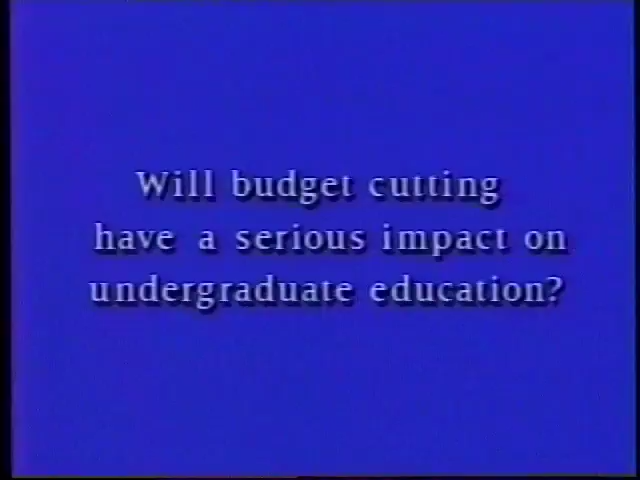 Will budget cutting
have a serious impact on
undergraduate education?